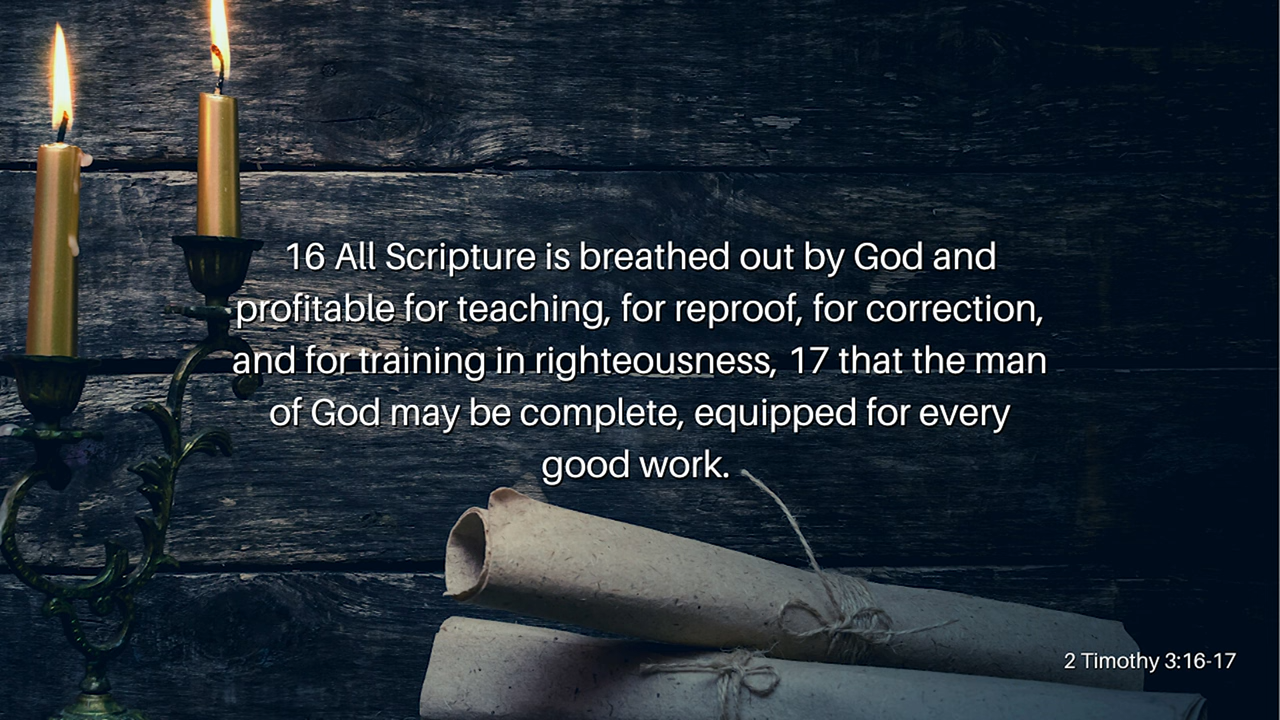 16 All Scripture is breathed out by God and
profitable for teaching, for reproof, for correction,
and for training in righteousness, 17 that the man
of God may be complete, equipped for every
good work.
2 Timothy 3:16-17